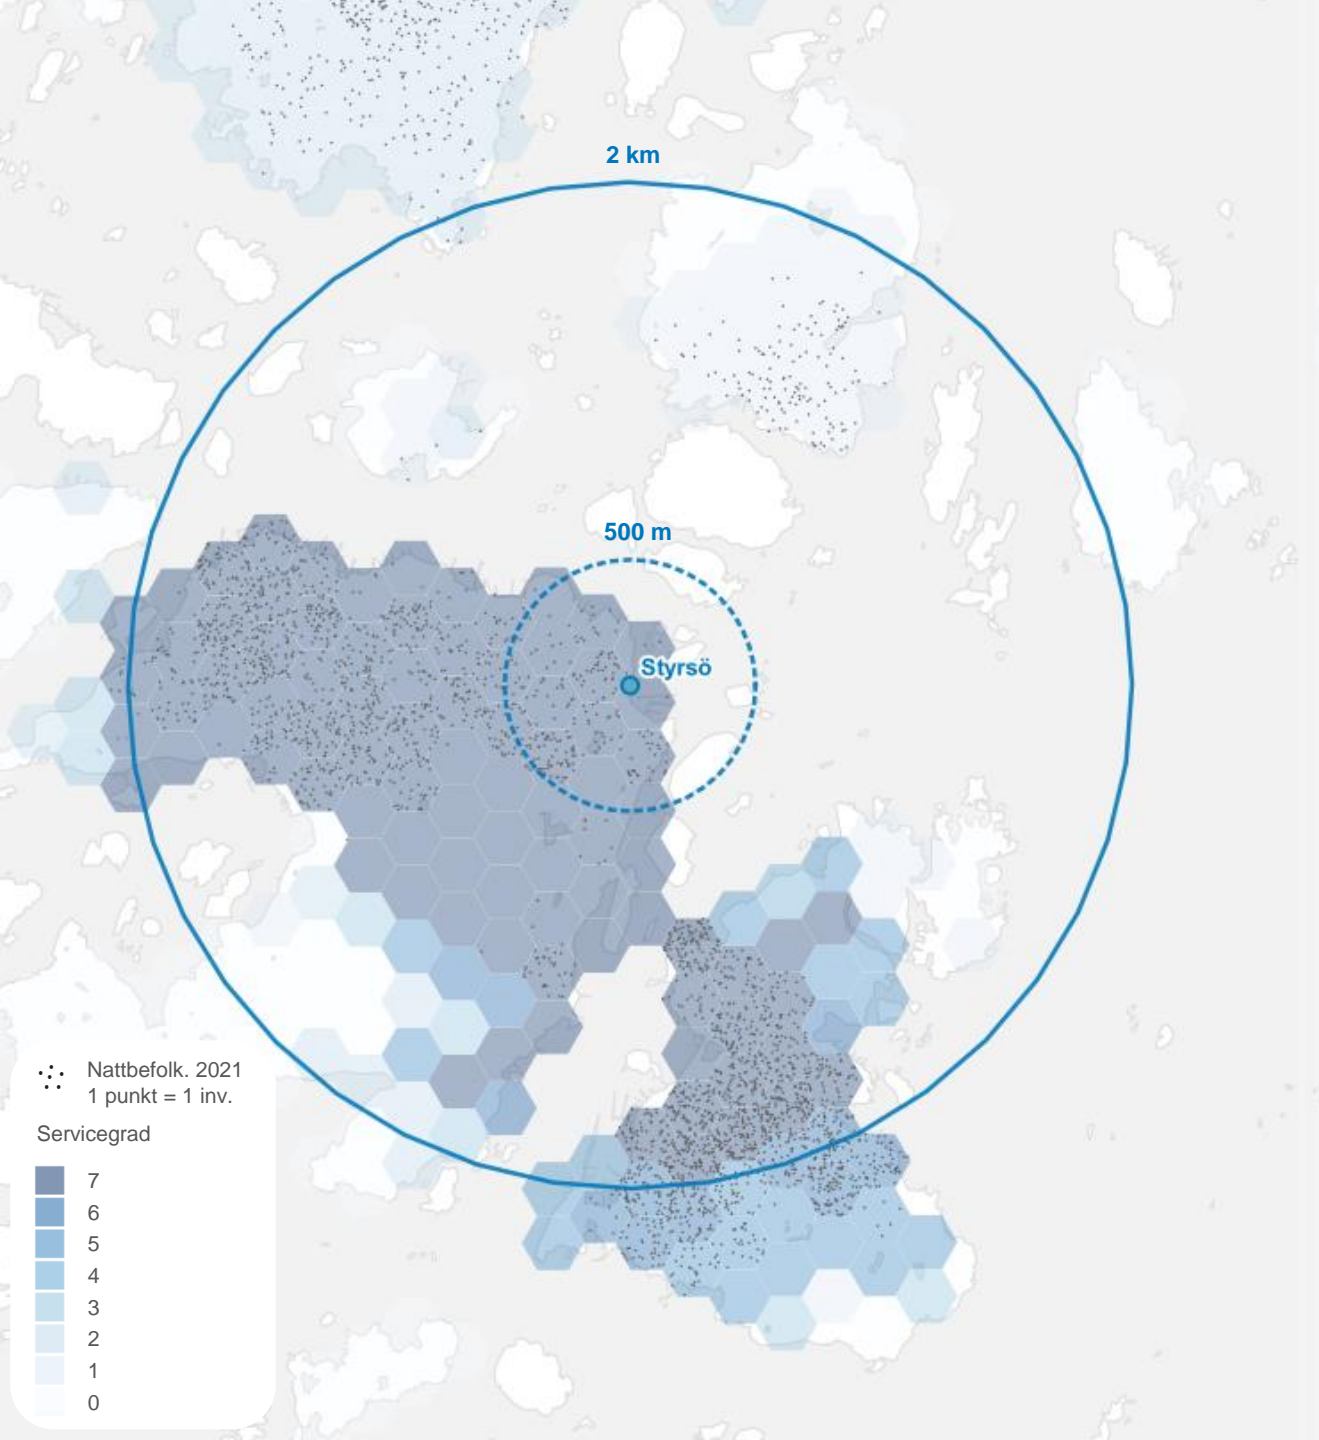 2 km
500 m
Styrsö
Nattbefolk. 2021
1 punkt = 1 inv.
Servicegrad
7
6
5
4
3
2
1
0